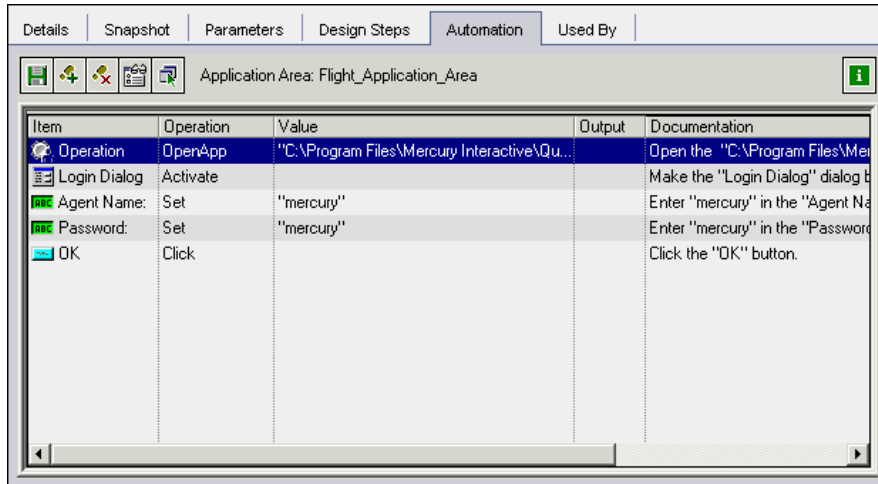 Details Snapshot Parameters Design Steps Automation Used By
Application Area: Flight_Application_Area
Item Operation Value Output Documentation
Operation OpenApp "C:\Program Files\Mercury Interactive\Qu... Open the "C:\Program Files\Mer
Login Dialog Activate Make the "Login Dialog" dialog b
ABC Agent Name: Set "mercury" Enter "mercury" in the "Agent Na
ABC Password: Set "mercury" Enter "mercury" in the "Password
OK Click Click the "OK" button.